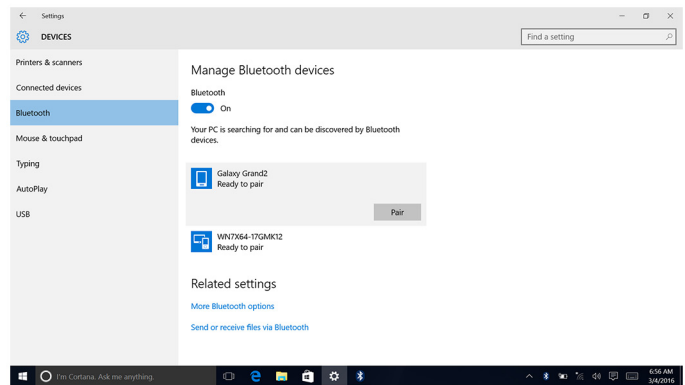 Settings
DEVICES
Find a setting
Printers & scanners
Connected devices
Bluetooth
Mouse & touchpad
Typing
AutoPlay
USB
Manage Bluetooth devices
Bluetooth
On
Your PC is searching for and can be discovered by Bluetooth
devices.
Galaxy Grand2
Ready to pair
Pair
WN7X64-17GMK12
Ready to pair
Related settings
More Bluetooth options
Send or receive files via Bluetooth
I'm Cortana. Ask me anything.
6:56 AM
3/4/2016